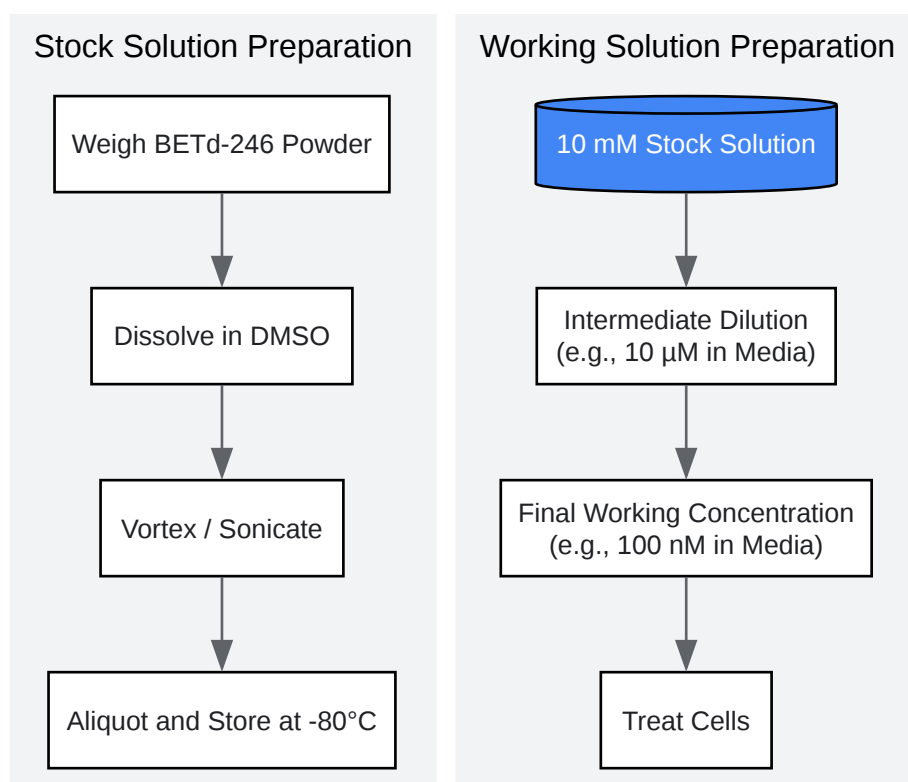 Stock Solution Preparation
Weigh BETd-246 Powder
Dissolve in DMSO
Vortex / Sonicate
Aliquot and Store at -80°C
Working Solution Preparation
10 mM Stock Solution
Intermediate Dilution
(e.g., 10 µM in Media)
Final Working Concentration
(e.g., 100 nM in Media)
Treat Cells